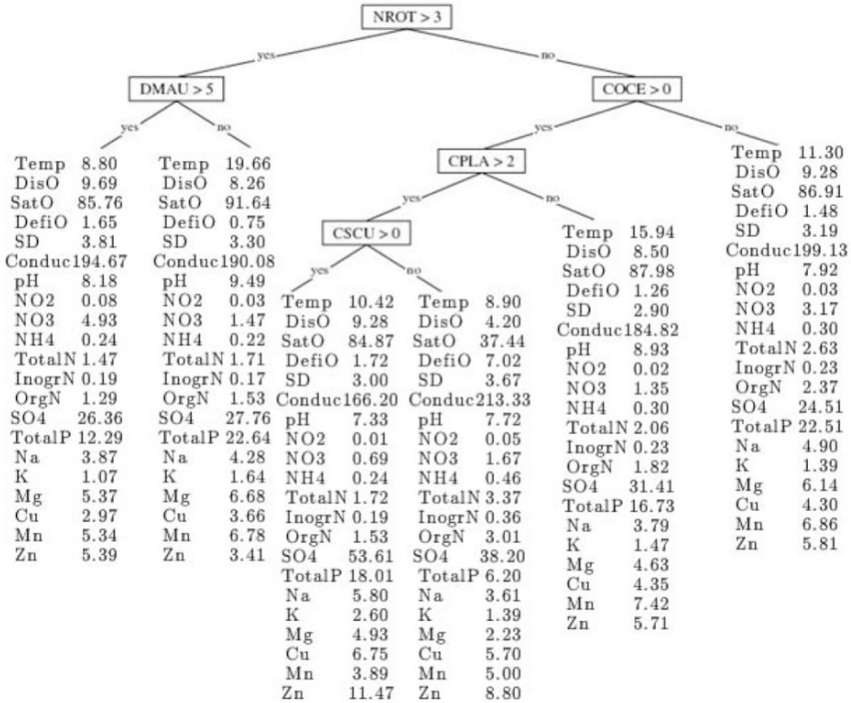 NROT > 3
yes
no
DMAU > 5
COCE > 0
yes
no
yes
no
CPLA > 2
yes
no
CSCU > 0
yes
no
Temp 8.80
DisO 9.69
SatO 85.76
DefiO 1.65
SD 3.81
Conduc194.67
pH 8.18
NO2 0.08
NO3 4.93
NH4 0.24
TotalN 1.47
InogrN 0.19
OrgN 1.29
SO4 26.36
TotalP 12.29
Na 3.87
K 1.07
Mg 5.37
Cu 2.97
Mn 5.34
Zn 5.39
Temp 19.66
DisO 8.26
SatO 91.64
DefiO 0.75
SD 3.30
Conduc190.08
pH 9.49
NO2 0.03
NO3 1.47
NH4 0.22
TotalN 1.71
InogrN 0.17
OrgN 1.53
SO4 27.76
TotalP 22.64
Na 4.28
K 1.64
Mg 6.68
Cu 3.66
Mn 6.78
Zn 3.41
Temp 10.42
DisO 9.28
SatO 84.87
DefiO 1.72
SD 3.00
Conduc166.20
pH 7.33
NO2 0.01
NO3 0.69
NH4 0.24
TotalN 1.72
InogrN 0.19
OrgN 1.53
SO4 53.61
TotalP 18.01
Na 5.80
K 2.60
Mg 4.93
Cu 6.75
Mn 3.89
Zn 11.47
Temp 8.90
DisO 4.20
SatO 37.44
DefiO 7.02
SD 3.67
Conduc213.33
pH 7.72
NO2 0.05
NO3 1.67
NH4 0.46
TotalN 3.37
InogrN 0.36
OrgN 3.01
SO4 38.20
TotalP 6.20
Na 3.61
K 1.39
Mg 2.23
Cu 5.70
Mn 5.00
Zn 8.80
Temp 15.94
DisO 8.50
SatO 87.98
DefiO 1.26
SD 2.90
Conduc184.82
pH 8.93
NO2 0.02
NO3 1.35
NH4 0.30
TotalN 2.06
InogrN 0.23
OrgN 1.82
SO4 31.41
TotalP 16.73
Na 3.79
K 1.47
Mg 4.63
Cu 4.35
Mn 7.42
Zn 5.71
Temp 11.30
DisO 9.28
SatO 86.91
DefiO 1.48
SD 3.19
Conduc199.13
pH 7.92
NO2 0.03
NO3 3.17
NH4 0.30
TotalN 2.63
InogrN 0.23
OrgN 2.37
SO4 24.51
TotalP 22.51
Na 4.90
K 1.39
Mg 6.14
Cu 4.30
Mn 6.86
Zn 5.81